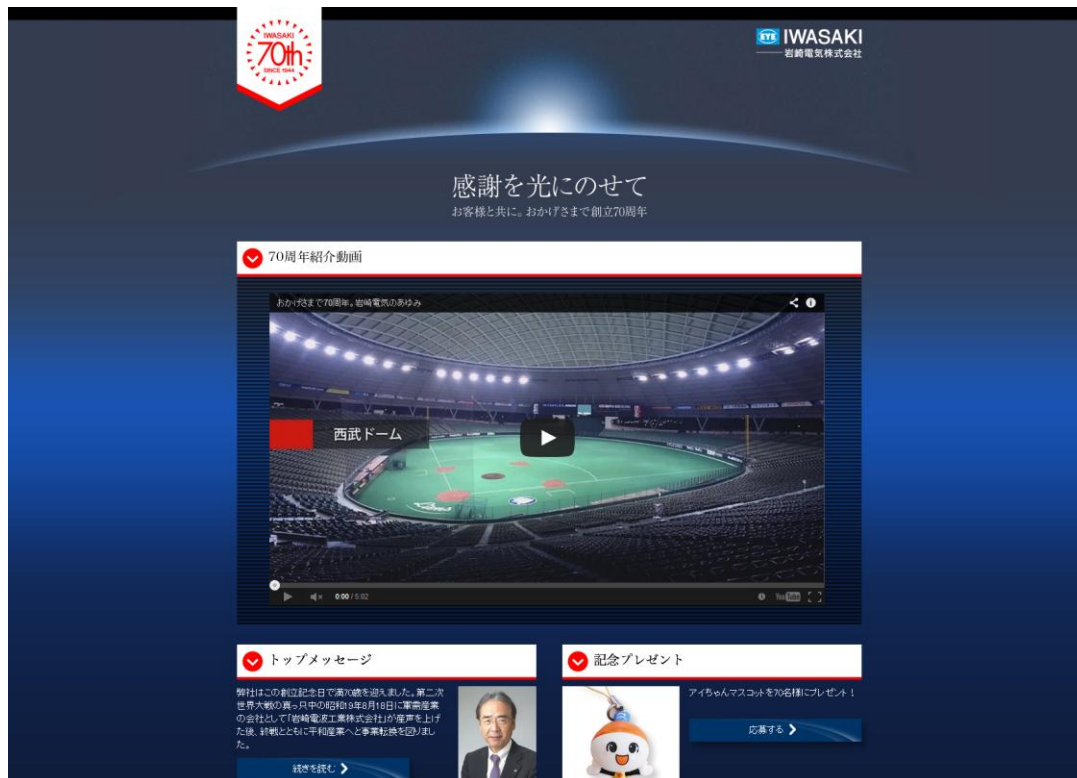 IWASAKI
70th
SINCE 1944
EYE IWASAKI
岩崎電気株式会社
感謝を光にのせて
お客様と共に。おかげさまで創立70周年
70周年紹介動画
おかげさまで70周年。岩崎電気のあゆみ
西武ドーム
0:00 / 5:02
YouTube
トップメッセージ
弊社はこの創立記念日で満70歳を迎えました。第二次
世界大戦の真っ只中の昭和19年8月18日に軍需産業
の会社として「岩崎電波工業株式会社」が産声を上げ
た後、終戦とともに平和産業へと事業転換を図りまし
た。
続きを読む
記念プレゼント
アイちゃんマスコットを70名様にプレゼント！
応募する